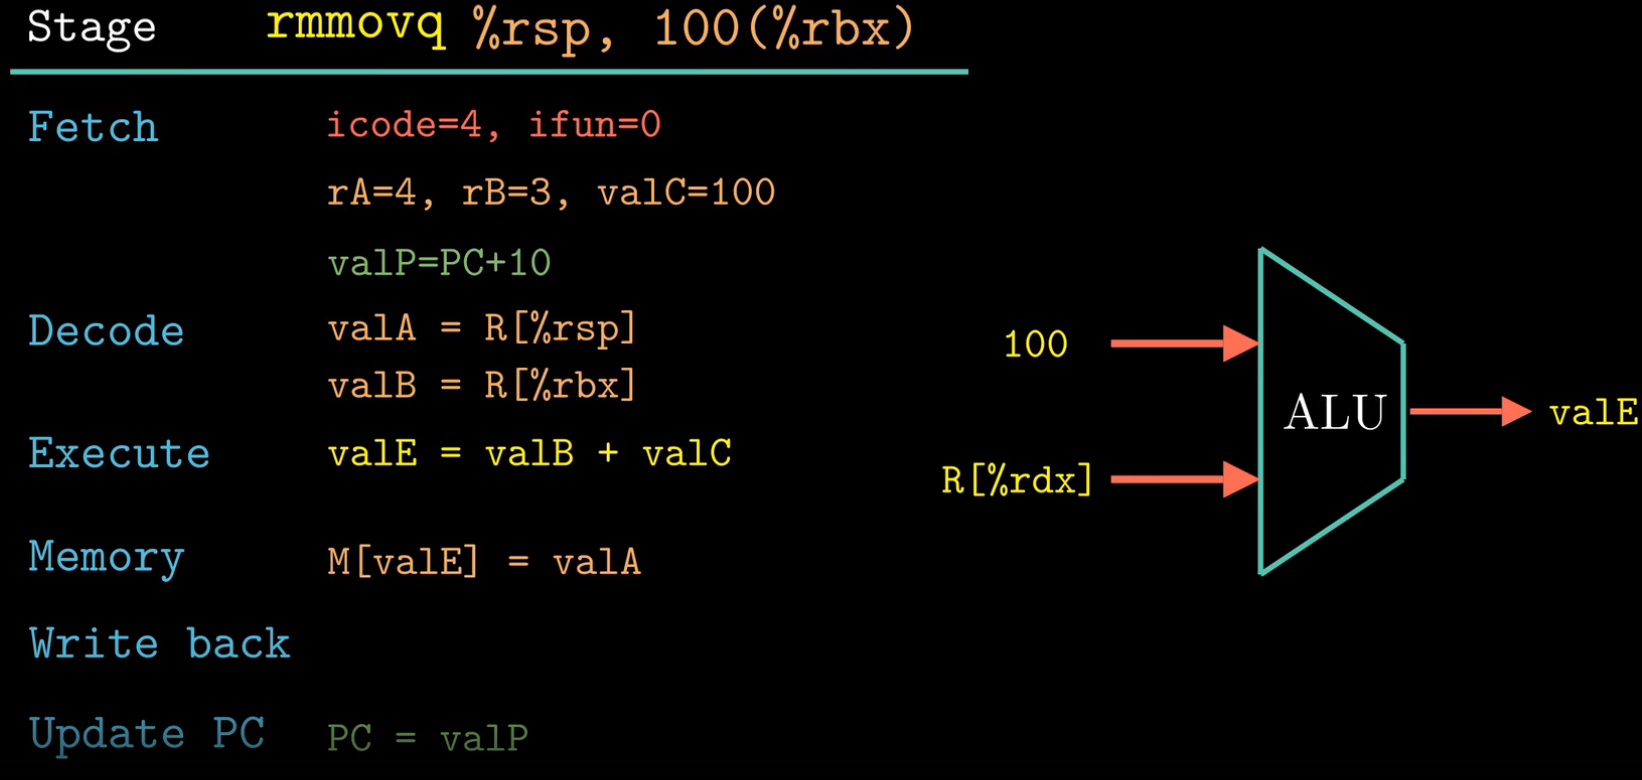 Stage rmmovq %rsp, 100(%rbx)
Fetch icode=4, ifun=0
rA=4, rB=3, valC=100
valP=PC+10
Decode valA = R[%rsp]
valB = R[%rbx]
Execute valE = valB + valC
Memory M[valE] = valA
Write back
Update PC PC = valP
100
R[%rdx]
ALU
valE